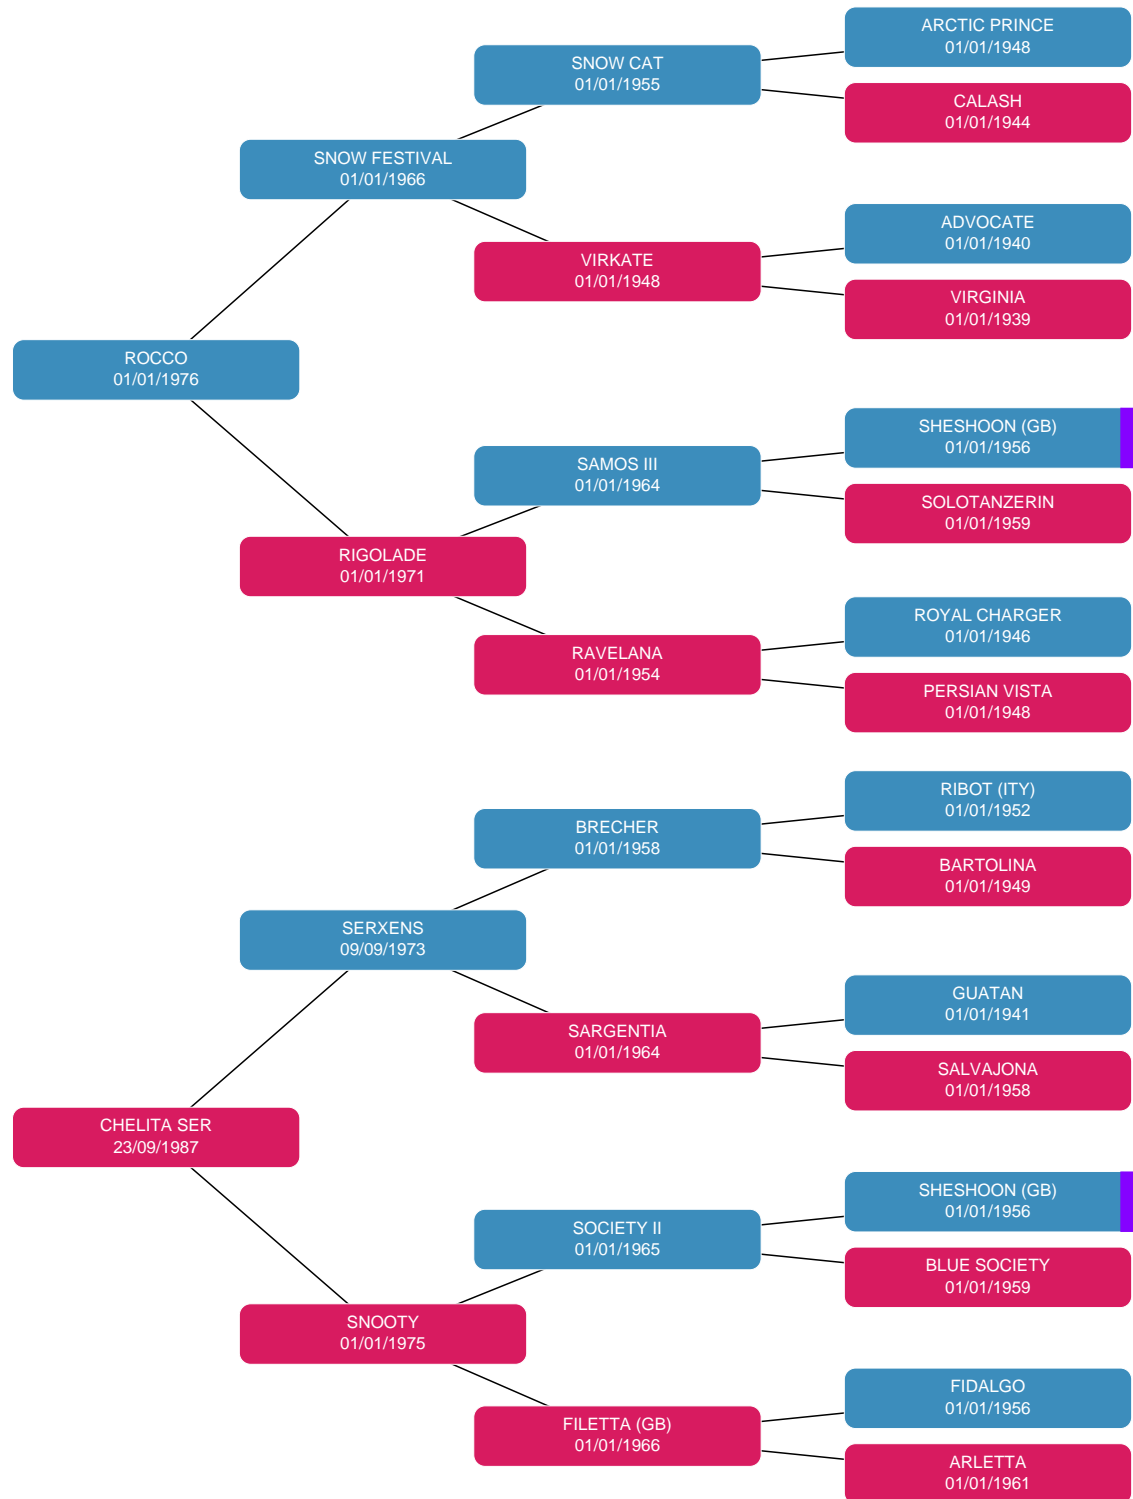 ARCTIC PRINCE
01/01/1948
SNOW CAT
01/01/1955
CALASH
01/01/1944
SNOW FESTIVAL
01/01/1966
ADVOCATE
01/01/1940
VIRKATE
01/01/1948
VIRGINIA
01/01/1939
ROCCO
01/01/1976
SHESHOON (GB)
01/01/1956
SAMOS III
01/01/1964
SOLOTANZERIN
01/01/1959
RIGOLADE
01/01/1971
ROYAL CHARGER
01/01/1946
RAVELANA
01/01/1954
PERSIAN VISTA
01/01/1948
RIBOT (ITY)
01/01/1952
BRECHER
01/01/1958
BARTOLINA
01/01/1949
SERXENS
09/09/1973
GUATAN
01/01/1941
SARGENTIA
01/01/1964
SALVAJONA
01/01/1958
CHELITA SER
23/09/1987
SHESHOON (GB)
01/01/1956
SOCIETY II
01/01/1965
BLUE SOCIETY
01/01/1959
SNOOTY
01/01/1975
FIDALGO
01/01/1956
FILETTA (GB)
01/01/1966
ARLETTA
01/01/1961